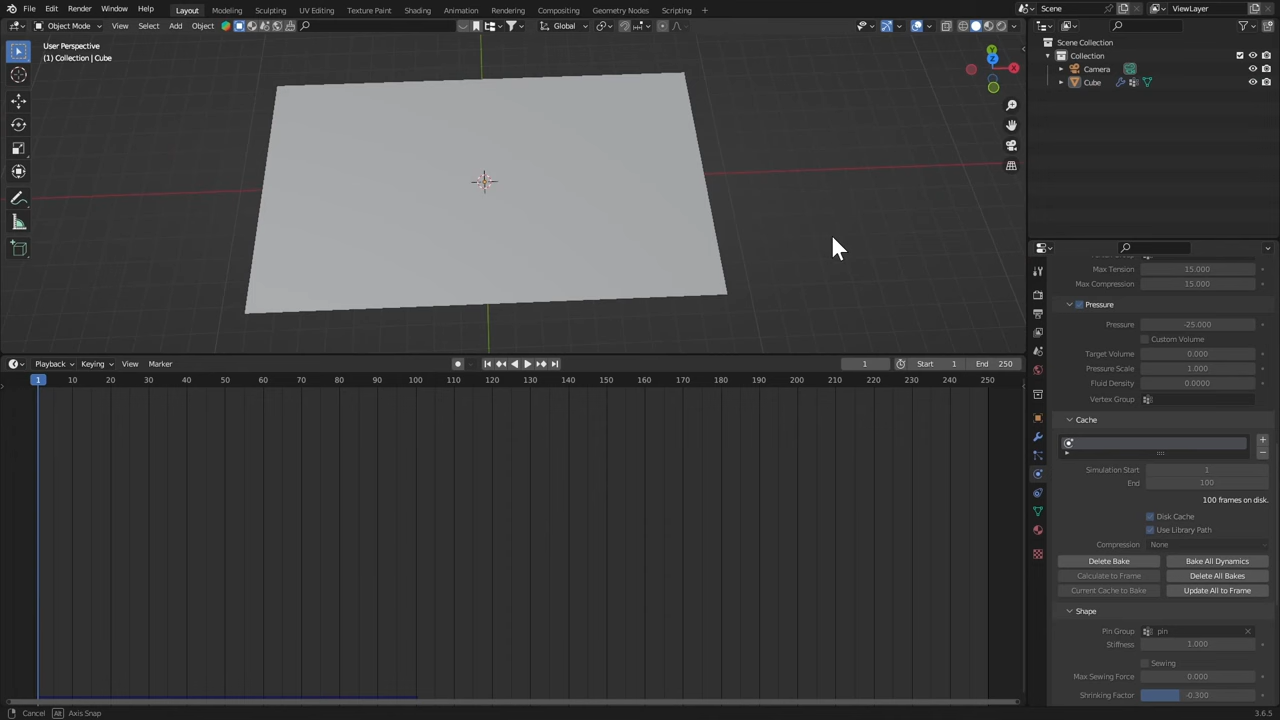 File Edit Render Window Help Layout Modeling Sculpting UV Editing Texture Paint Shading Animation Rendering Compositing Geometry Nodes Scripting Scene ViewLayer
Object Mode View Select Add Object Global
User Perspective
(1) Collection | Cube
Y
Z
X
Scene Collection
Collection
Camera
Cube
Max Tension 15.000
Max Compression 15.000
Pressure
Pressure -25.000
Custom Volume
Target Volume 0.000
Pressure Scale 1.000
Fluid Density 0.0000
Vertex Group
Cache
Simulation Start 1
End 100
100 frames on disk.
Disk Cache
Use Library Path
Compression None
Delete Bake Bake All Dynamics
Calculate to Frame Delete All Bakes
Current Cache to Bake Update All to Frame
Shape
Pin Group pin
Stiffness 1.000
Sewing
Max Sewing Force 0.000
Shrinking Factor -0.300
Playback Keying View Marker 1 Start 1 End 250
1 10 20 30 40 50 60 70 80 90 100 110 120 130 140 150 160 170 180 190 200 210 220 230 240 250
Cancel Alt Axis Snap 3.6.5